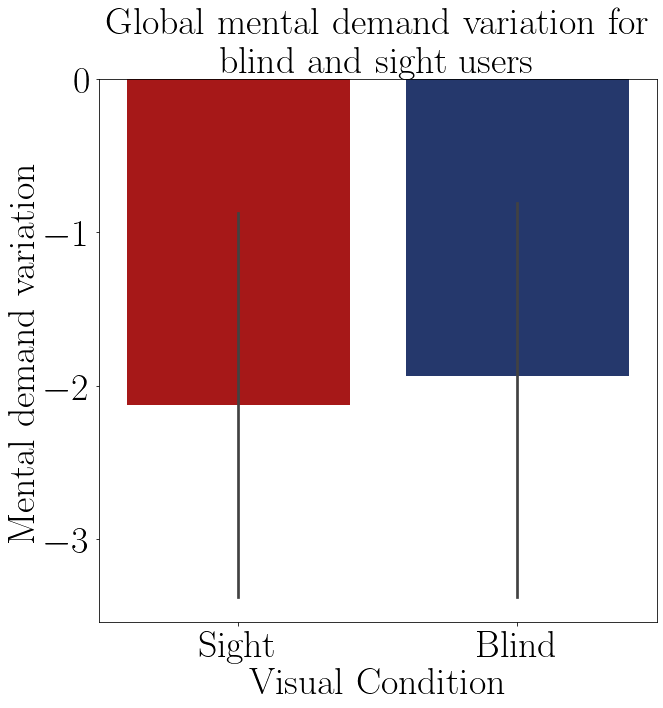 Global mental demand variation for
blind and sight users
Mental demand variation
0
−1
−2
−3
Sight
Blind
Visual Condition